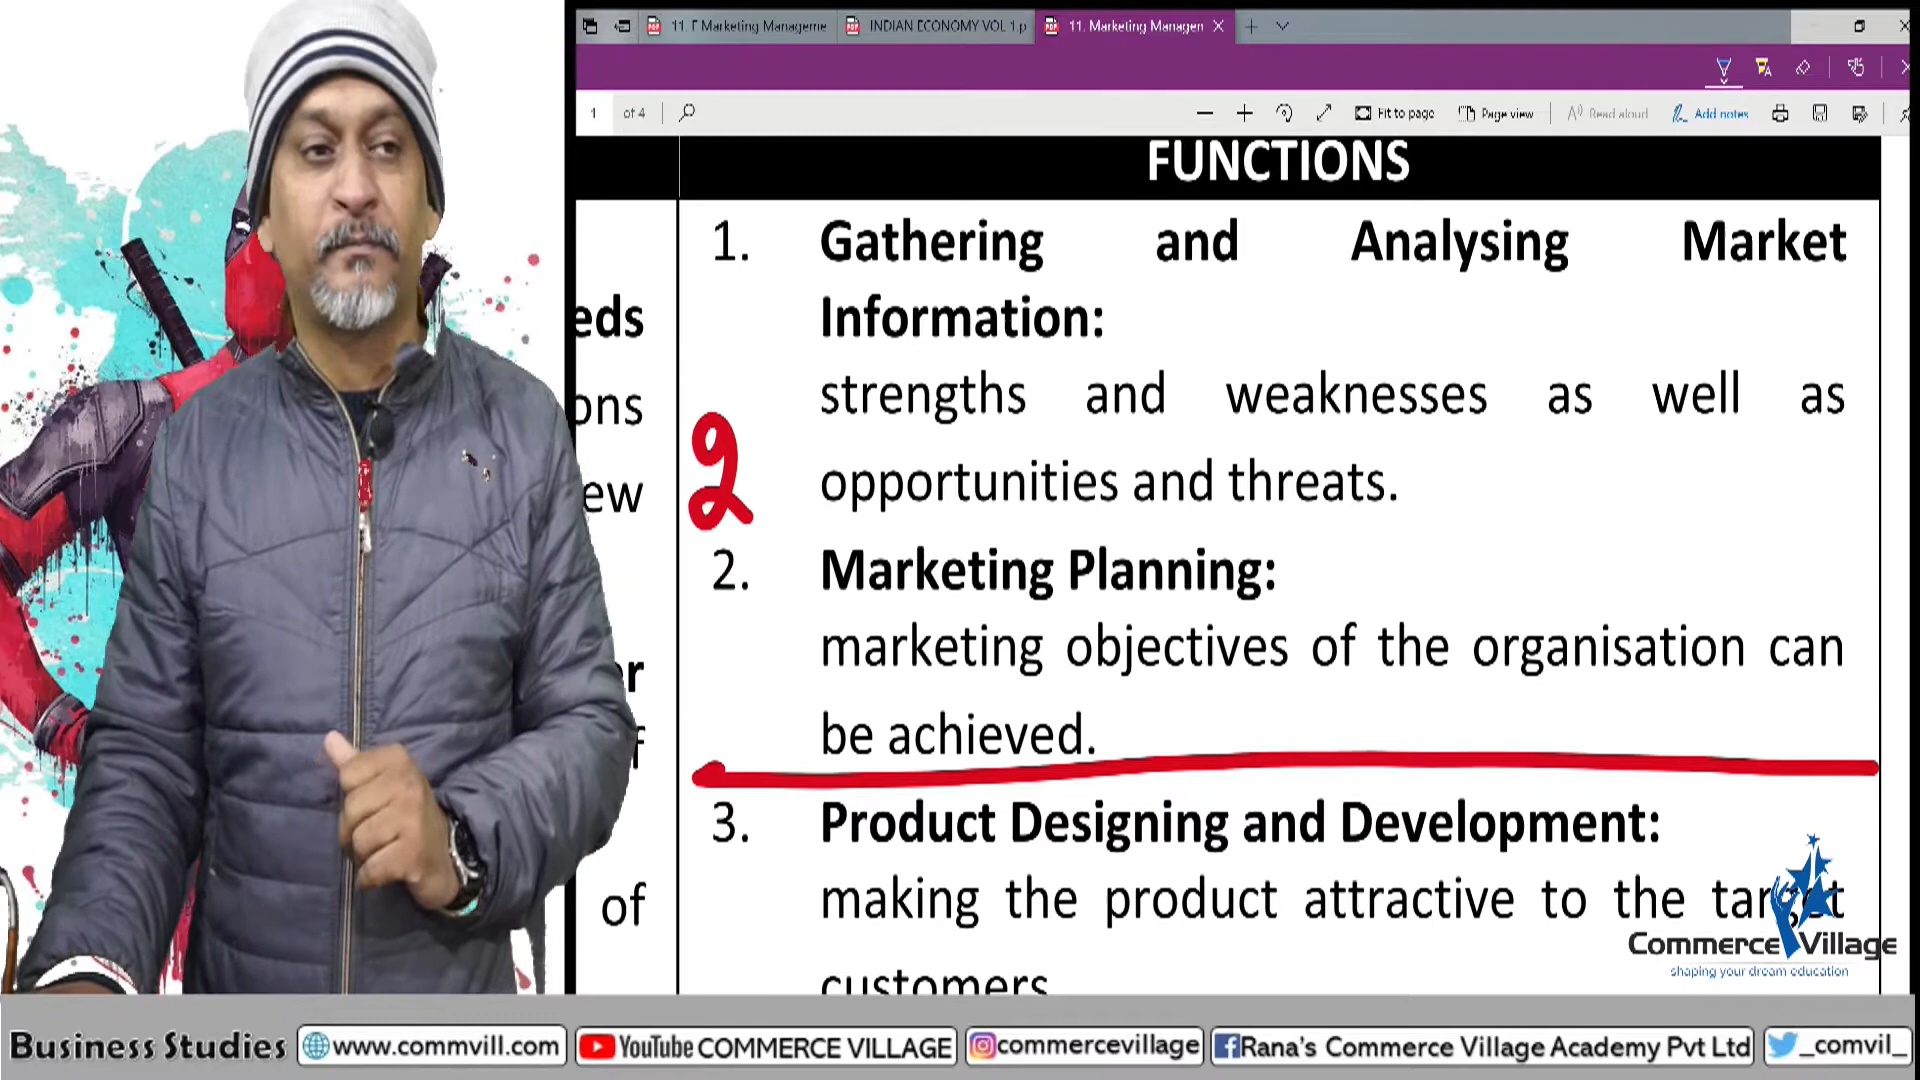 11. F Marketing Manageme
INDIAN ECONOMY VOL 1.p
11. Marketing Managen
1 of 4
Fit to page
Page view
Read aloud
Add notes
FUNCTIONS
1. Gathering and Analysing Market
Information:
strengths and weaknesses as well as
opportunities and threats.
2
2. Marketing Planning:
marketing objectives of the organisation can
be achieved.
3. Product Designing and Development:
making the product attractive to the target
customers
eds
ons
ew
of
Commerce Village
shaping your dream education
Business Studies
www.commvill.com
YouTube COMMERCE VILLAGE
commercevillage
Rana's Commerce Village Academy Pvt Ltd
_comvil_